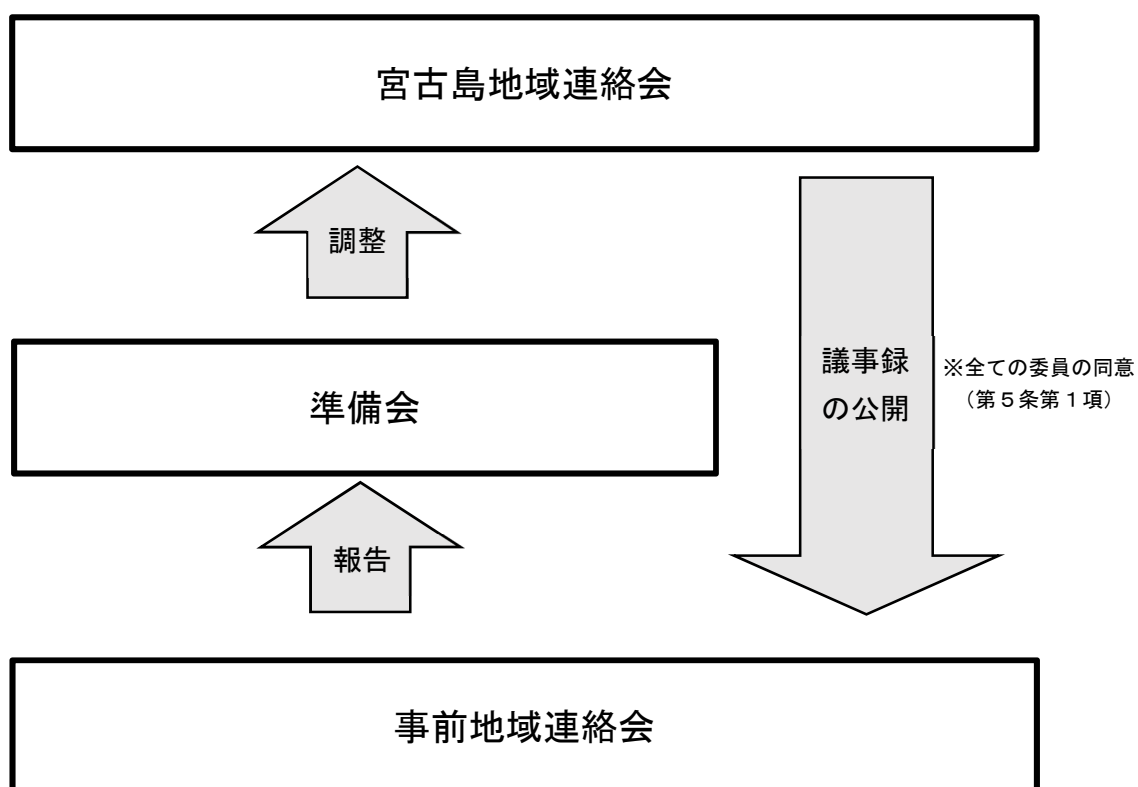 宮古島地域連絡会
調整
議事録
の公開
※全ての委員の同意
（第５条第１項）
準備会
報告
事前地域連絡会